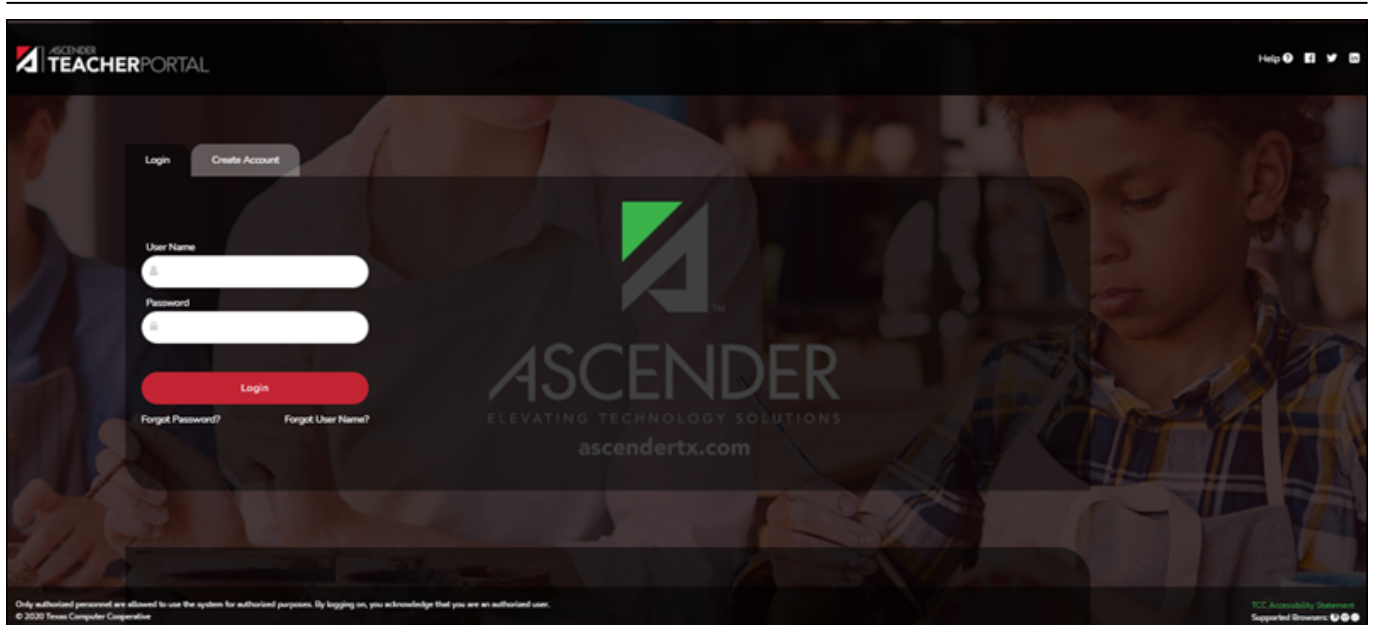 ASCENDER
TEACHERPORTAL
Help
Login
Create Account
User Name
Password
Login
Forgot Password?
Forgot User Name?
TM
ASCENDER
ELEVATING TECHNOLOGY SOLUTIONS
ascendertx.com
Only authorized personnel are allowed to use the system for authorized purposes. By logging on, you acknowledge that you are an authorized user.
© 2020 Texas Computer Cooperative
TCC Accessibility Statement
Supported Browsers: